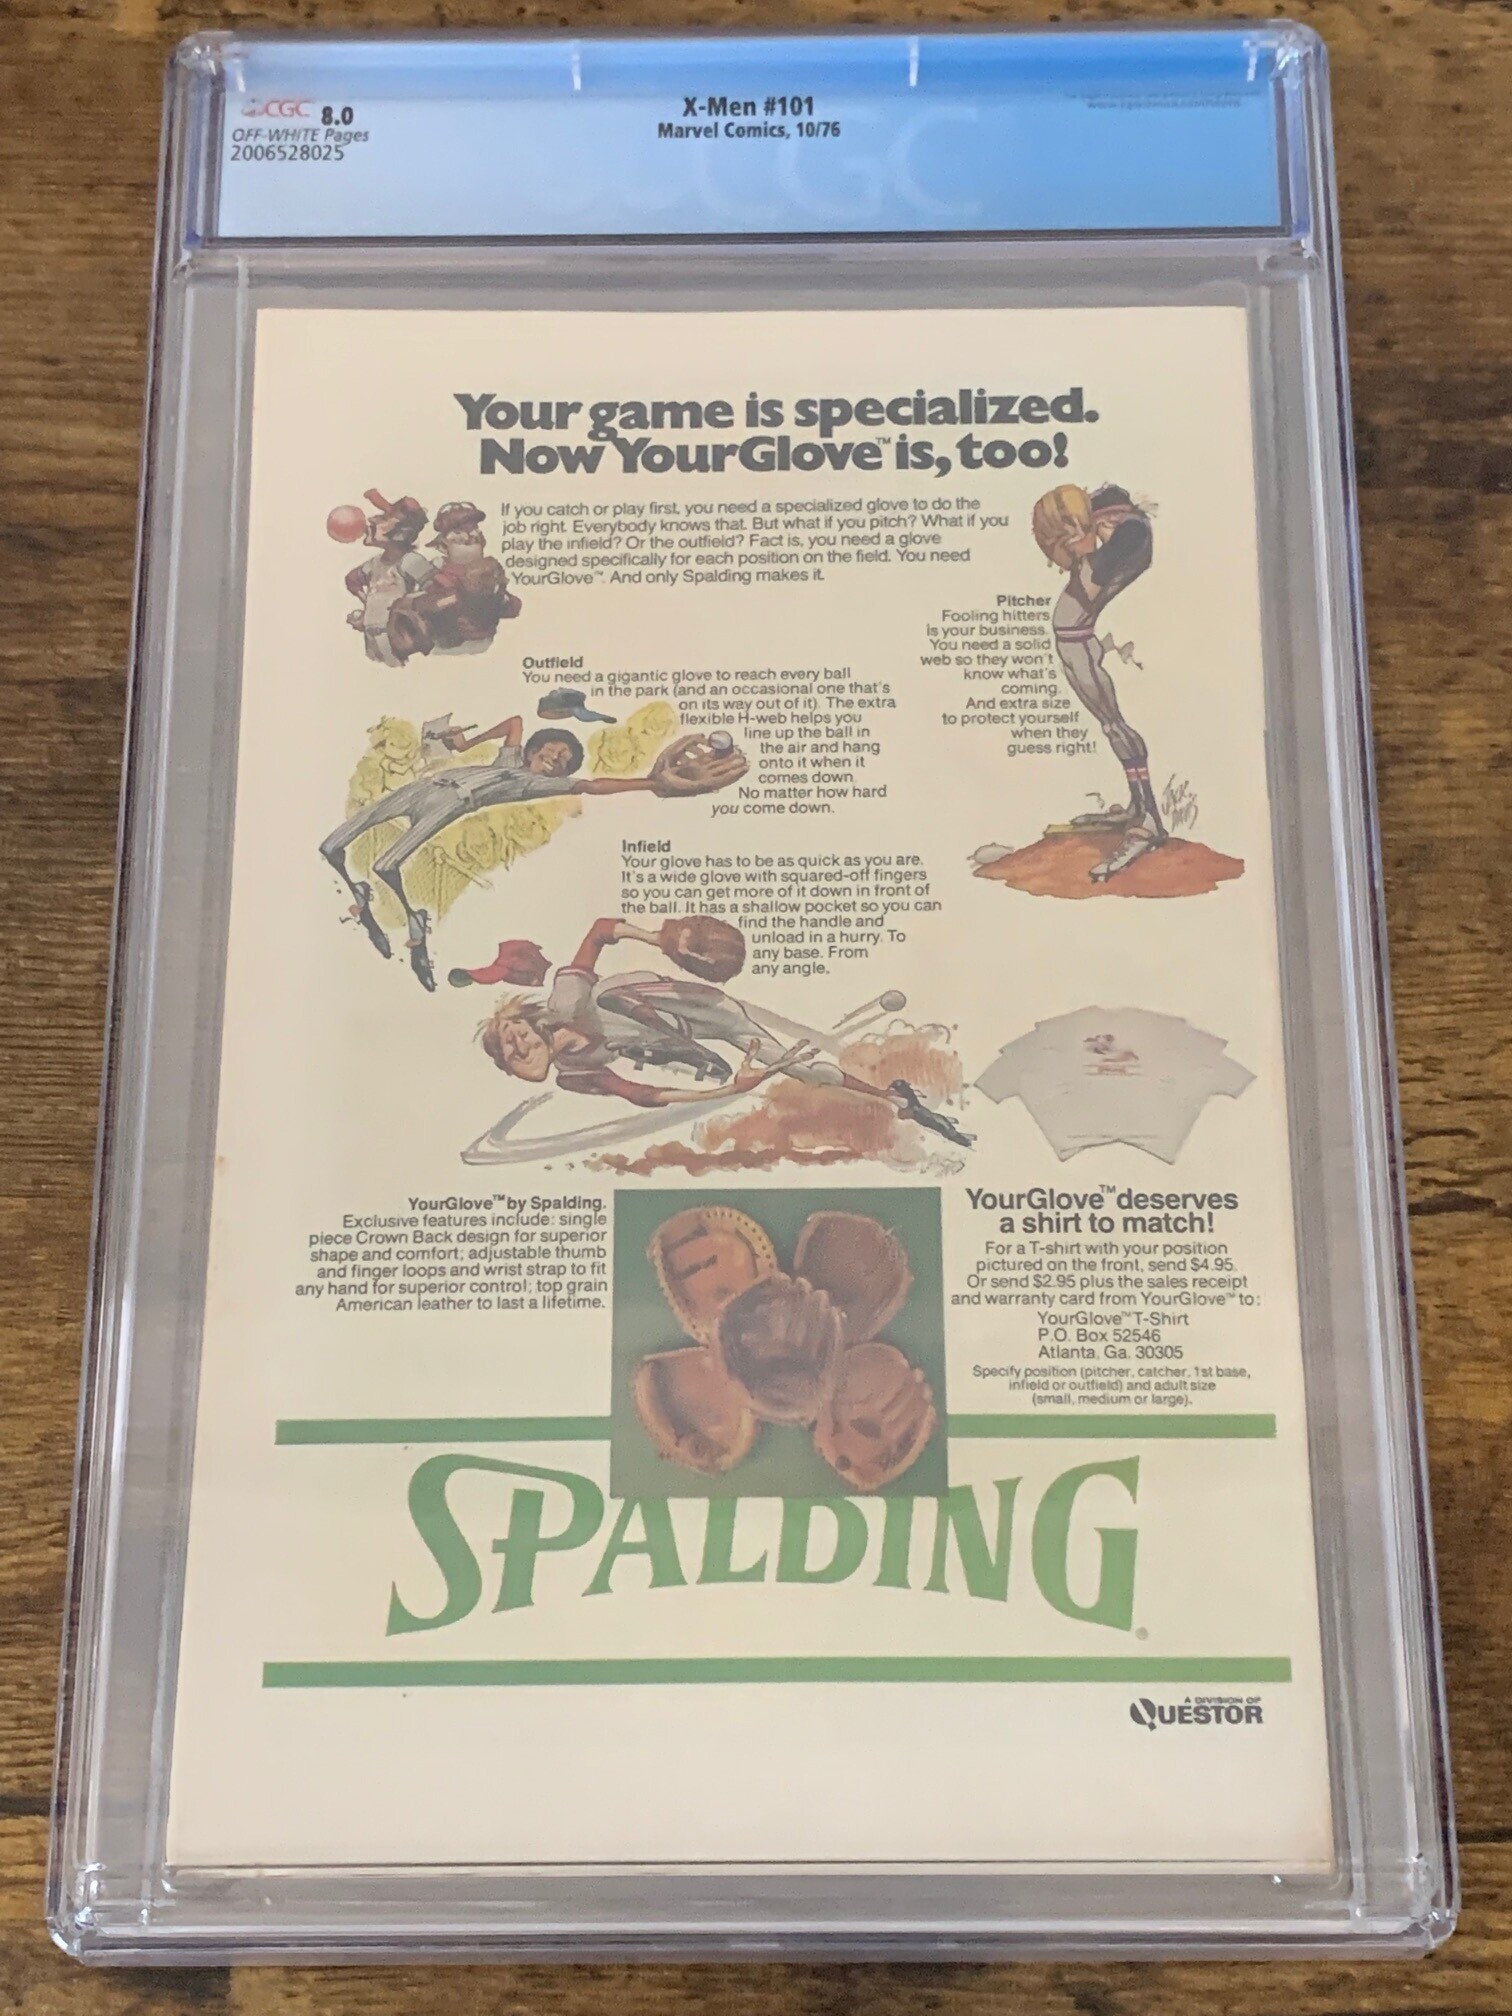 CGC 8.0
OFF-WHITE Pages
2006528025
X-Men #101
Marvel Comics, 10/76
CGC
Your game is specialized.
Now YourGlove™ is, too!
If you catch or play first, you need a specialized glove to do the
job right. Everybody knows that. But what if you pitch? What if you
play the infield? Or the outfield? Fact is, you need a glove
designed specifically for each position on the field. You need
YourGlove™. And only Spalding makes it.
Pitcher
Fooling hitters
is your business.
You need a solid
web so they won't
know what's
coming.
And extra size
to protect yourself
when they
guess right!
Outfield
You need a gigantic glove to reach every ball
in the park (and an occasional one that's
on its way out of it). The extra
flexible H-web helps you
line up the ball in
the air and hang
onto it when it
comes down.
No matter how hard
you come down.
JACK DAVIS
Infield
Your glove has to be as quick as you are.
It's a wide glove with squared-off fingers
so you can get more of it down in front of
the ball. It has a shallow pocket so you can
find the handle and
unload in a hurry. To
any base. From
any angle.
YourGlove™ by Spalding.
Exclusive features include: single
piece Crown Back design for superior
shape and comfort; adjustable thumb
and finger loops and wrist strap to fit
any hand for superior control; top grain
American leather to last a lifetime.
YourGlove™ deserves
a shirt to match!
For a T-shirt with your position
pictured on the front, send $4.95.
Or send $2.95 plus the sales receipt
and warranty card from YourGlove™ to:
YourGlove™ T-Shirt
P.O. Box 52546
Atlanta, Ga. 30305
Specify position (pitcher, catcher, 1st base,
infield or outfield) and adult size
(small, medium or large).
SPALDING®
A DIVISION OF
QUESTOR